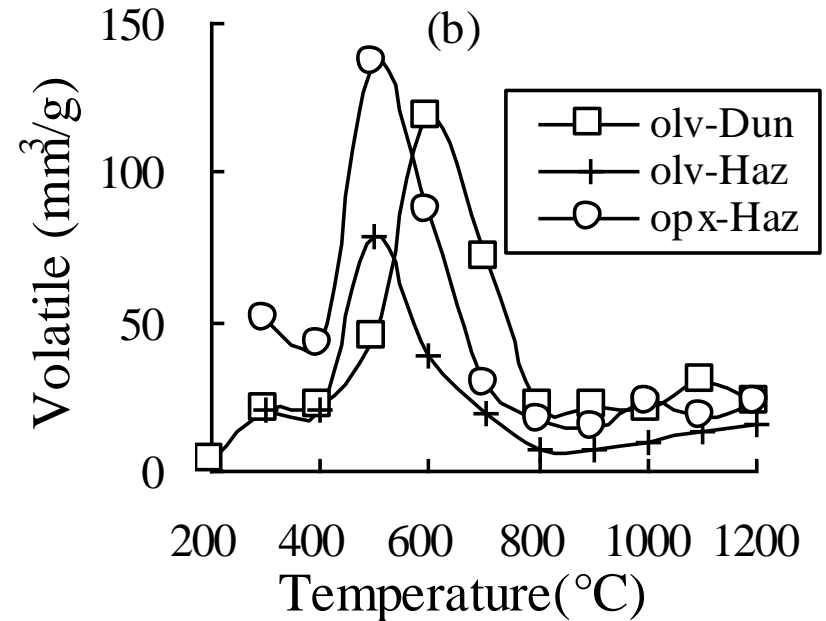 (b)
150
100
50
0
Volatile (mm³/g)
olv-Dun
olv-Haz
opx-Haz
200 400 600 800 1000 1200
Temperature(°C)